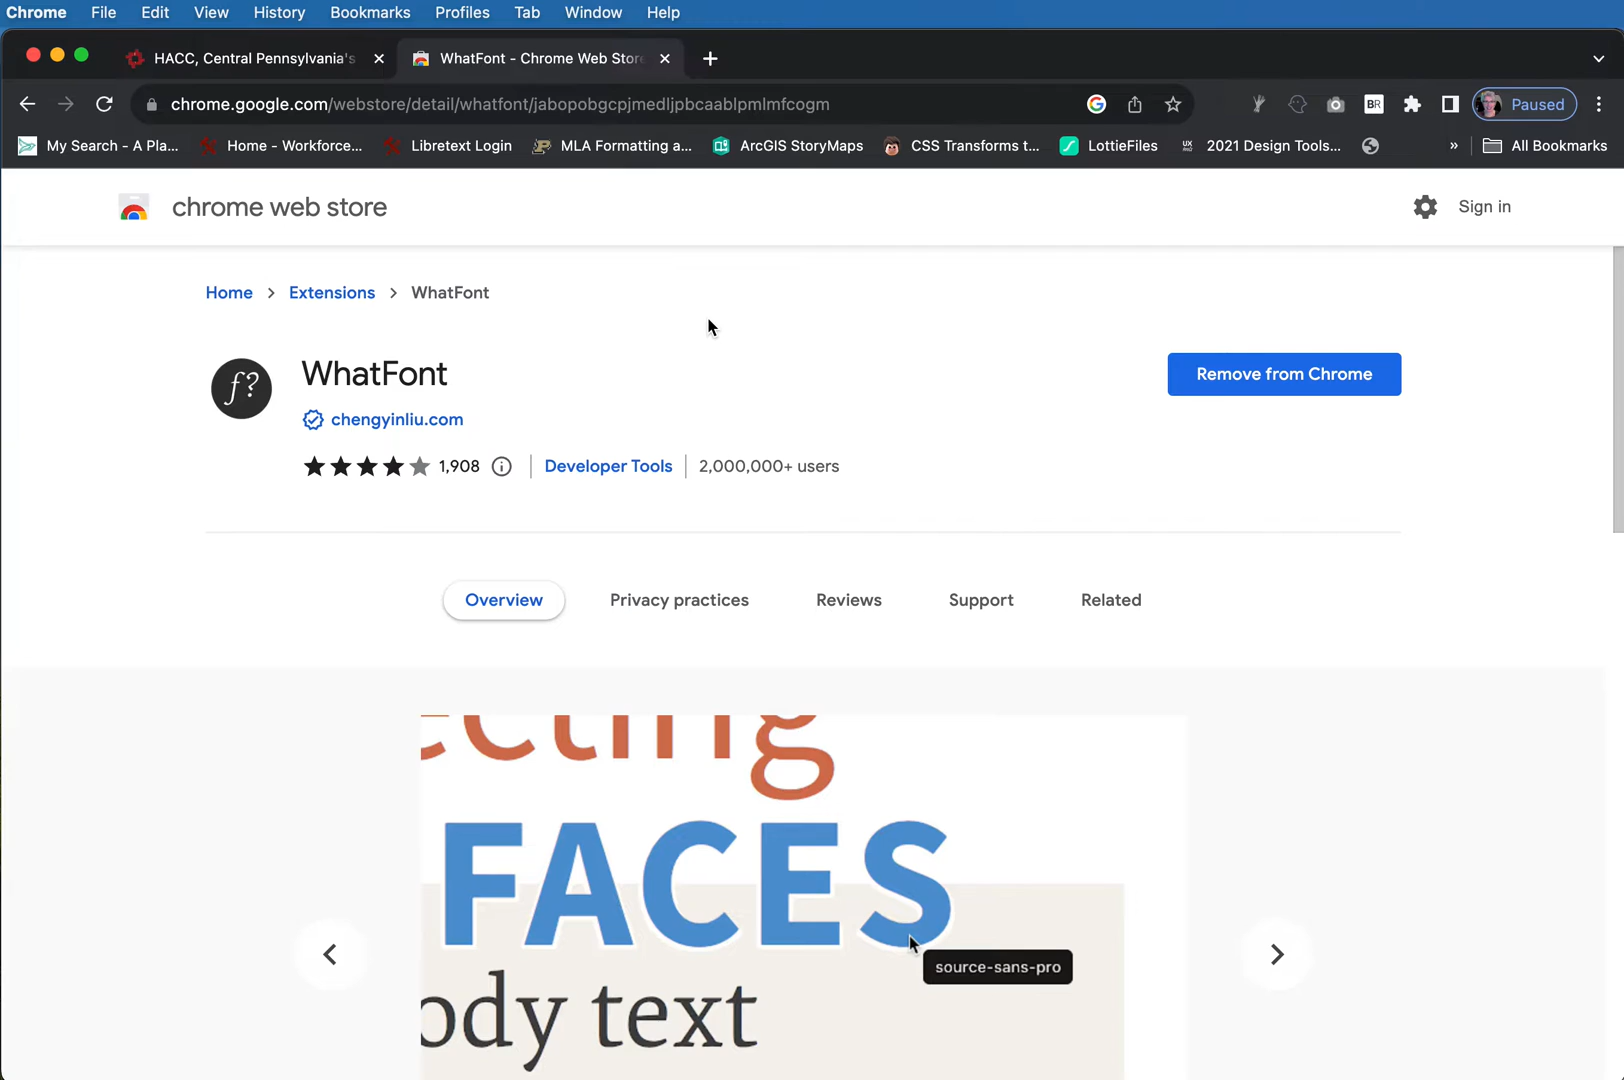 Chrome File Edit View History Bookmarks Profiles Tab Window Help
HACC, Central Pennsylvania's WhatFont - Chrome Web Store
chrome.google.com/webstore/detail/whatfont/jabopobgcpjmedljpbcaablpmlmfcogm BR Paused
My Search - A Pla... Home - Workforce... Libretext Login MLA Formatting a... ArcGIS StoryMaps CSS Transforms t... LottieFiles UX 2021 Design Tools... » All Bookmarks
chrome web store Sign in
Home > Extensions > WhatFont
f? WhatFont Remove from Chrome
chengyinliu.com
1,908 Developer Tools 2,000,000+ users
Overview Privacy practices Reviews Support Related
ecting
FACES
source-sans-pro
ody text